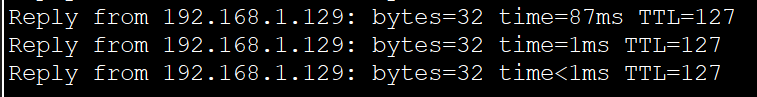 Reply from 192.168.1.129: bytes=32 time=87ms TTL=127
Reply from 192.168.1.129: bytes=32 time=1ms TTL=127
Reply from 192.168.1.129: bytes=32 time<1ms TTL=127